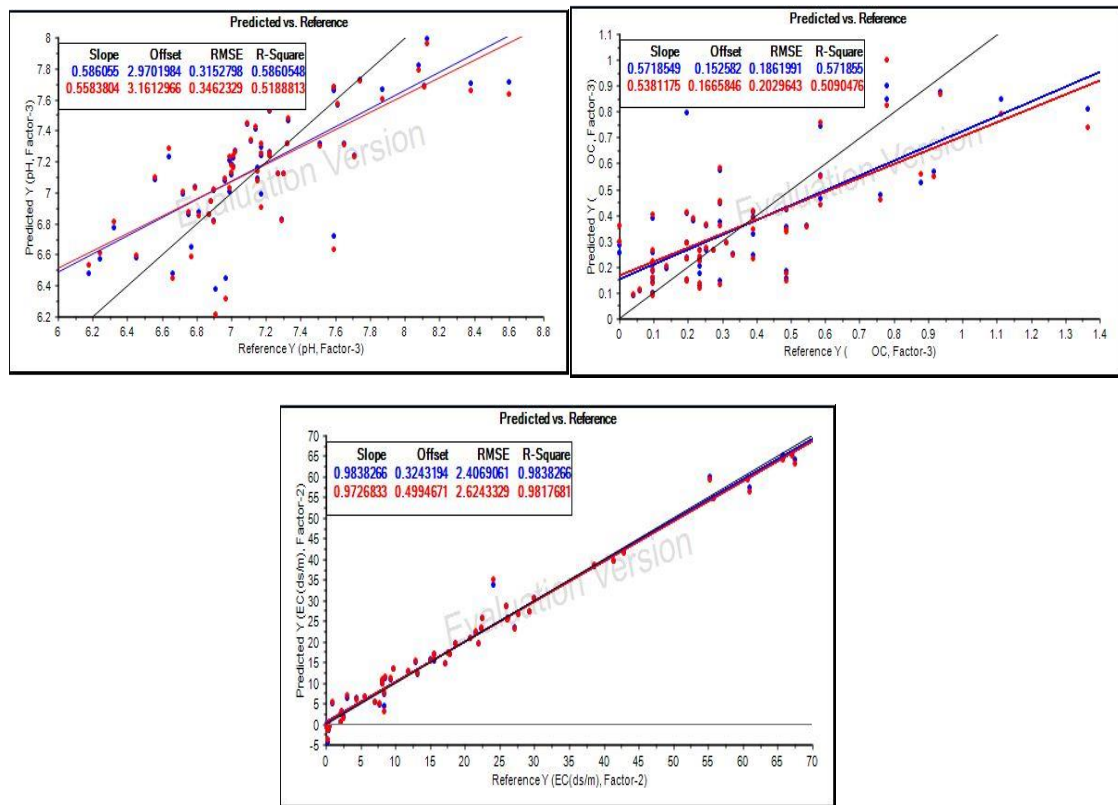 Predicted vs. Reference
Slope Offset RMSE R-Square
0.586055 2.9701984 0.3152798 0.5860548
0.5583804 3.1612966 0.3462329 0.5188813
8
7.8
7.6
7.4
7.2
7
6.8
6.6
6.4
6.2
Predicted Y (pH, Factor-3)
Evaluation Version
6 6.2 6.4 6.6 6.8 7 7.2 7.4 7.6 7.8 8 8.2 8.4 8.6 8.8
Reference Y (pH, Factor-3)
Predicted vs. Reference
Slope Offset RMSE R-Square
0.5718549 0.152582 0.1861991 0.571855
0.5381175 0.1665846 0.2029643 0.5090476
1.1
1
0.9
0.8
0.7
0.6
0.5
0.4
0.3
0.2
0.1
0
Predicted Y ( OC, Factor-3)
Evaluation Version
0 0.1 0.2 0.3 0.4 0.5 0.6 0.7 0.8 0.9 1 1.1 1.2 1.3 1.4
Reference Y ( OC, Factor-3)
Predicted vs. Reference
Slope Offset RMSE R-Square
0.9838266 0.3243194 2.4069061 0.9838266
0.9726833 0.4994671 2.6243329 0.9817681
70
65
60
55
50
45
40
35
30
25
20
15
10
5
0
-5
Predicted Y (EC(ds/m), Factor-2)
Evaluation Version
0 5 10 15 20 25 30 35 40 45 50 55 60 65 70
Reference Y (EC(ds/m), Factor-2)